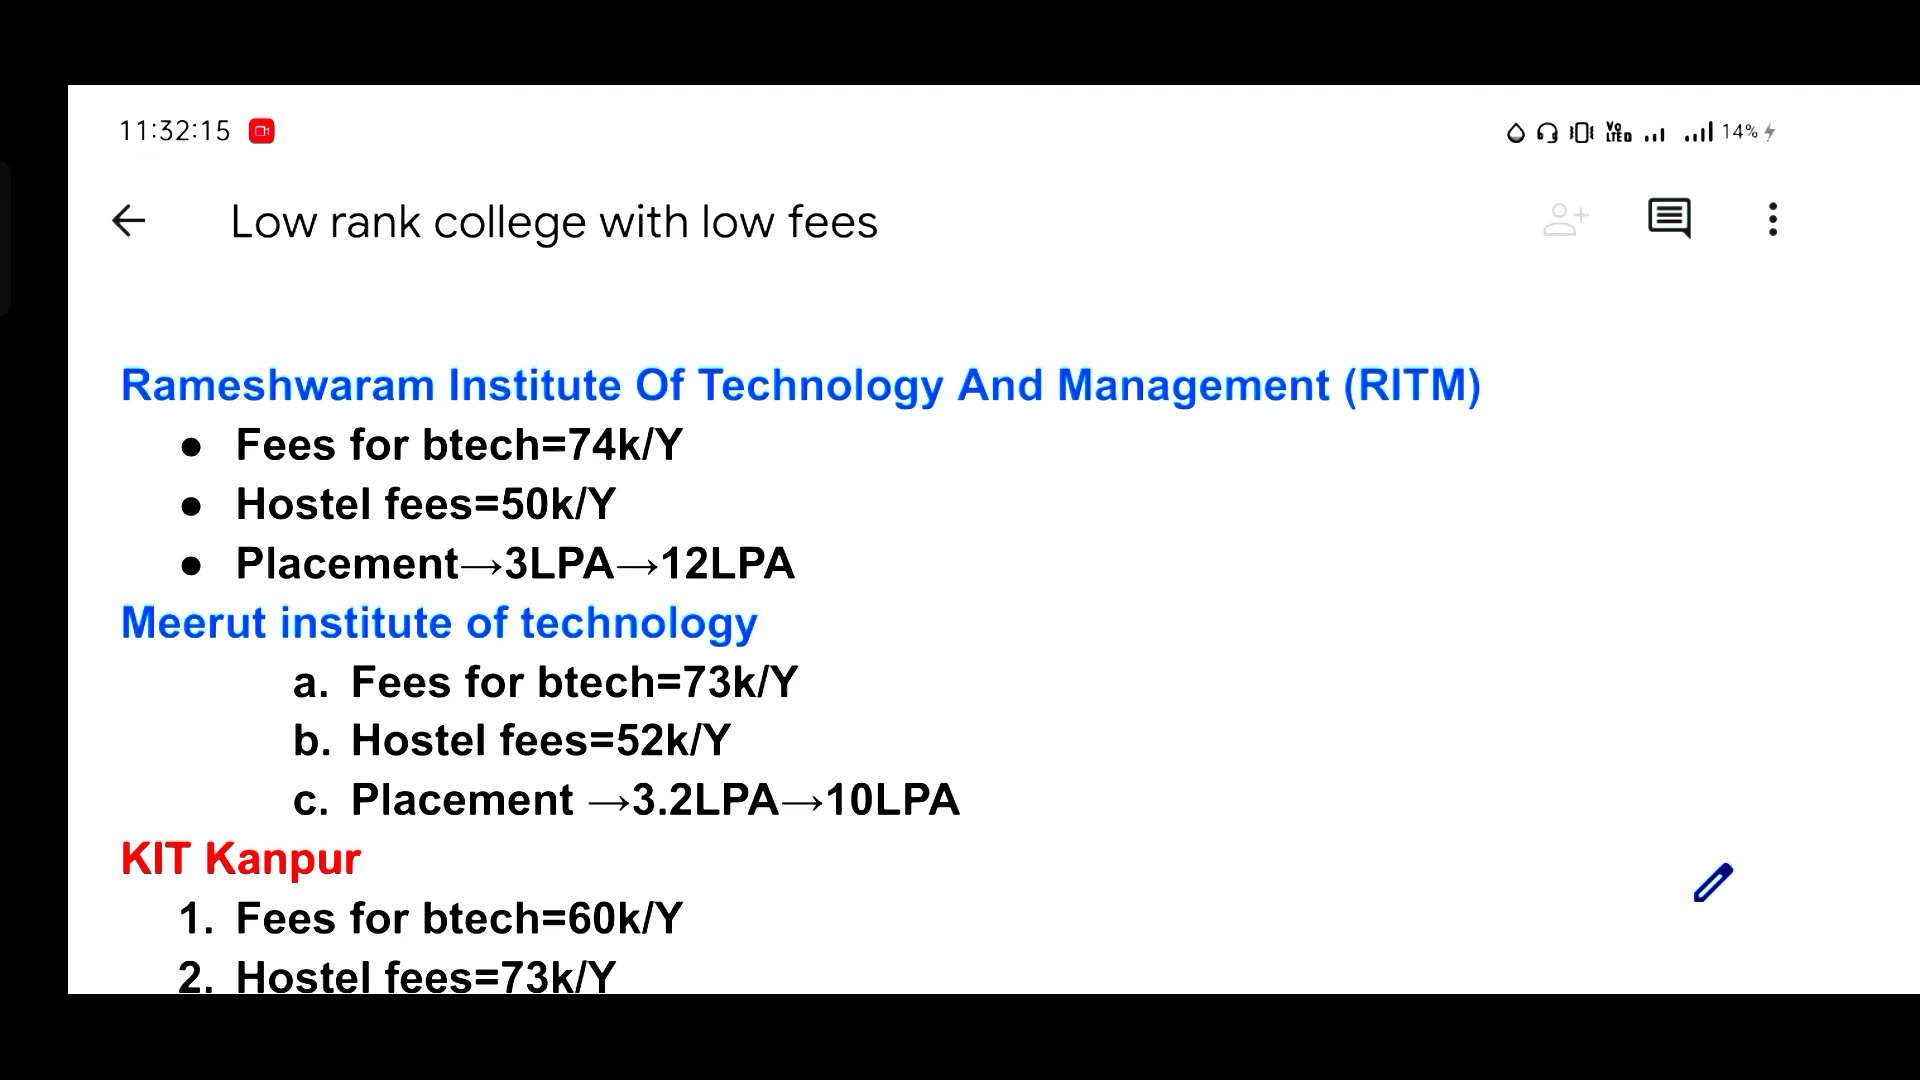 11:32:15
VO LTED 14%
Low rank college with low fees
Rameshwaram Institute Of Technology And Management (RITM)
● Fees for btech=74k/Y
● Hostel fees=50k/Y
● Placement→3LPA→12LPA
Meerut institute of technology
a. Fees for btech=73k/Y
b. Hostel fees=52k/Y
c. Placement →3.2LPA→10LPA
KIT Kanpur
1. Fees for btech=60k/Y
2. Hostel fees=73k/Y